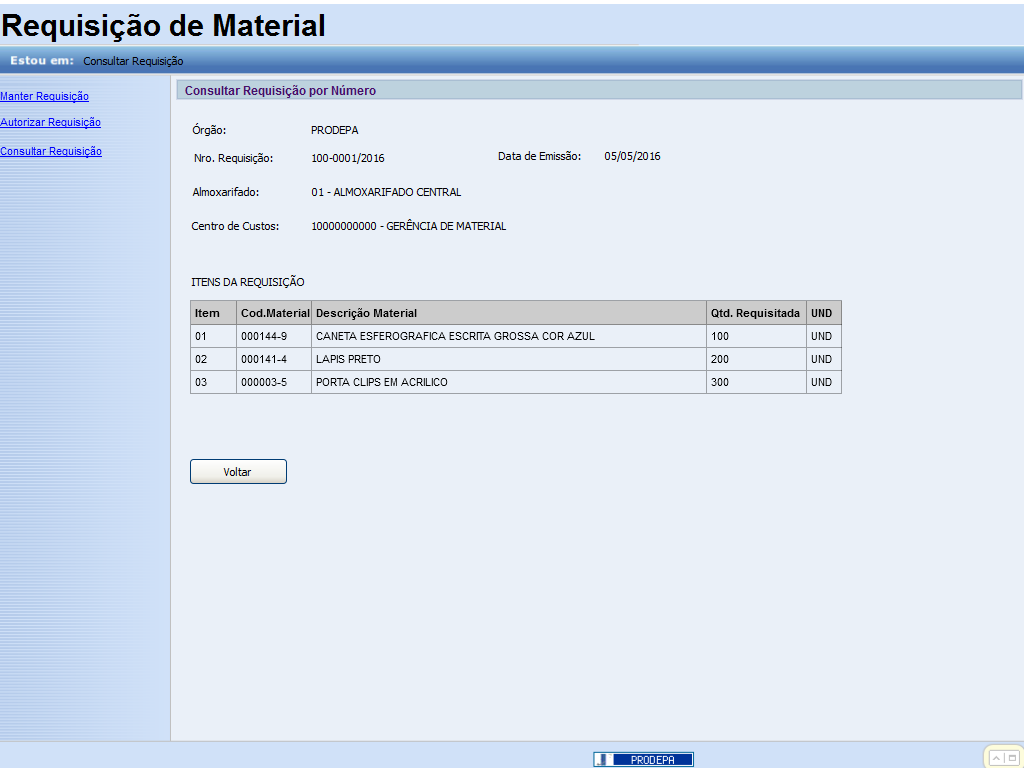 Requisição de Material
Estou em: Consultar Requisição
Manter Requisição
Autorizar Requisição
Consultar Requisição
Consultar Requisição por Número
Órgão: PRODEPA
Nro. Requisição: 100-0001/2016 Data de Emissão: 05/05/2016
Almoxarifado: 01 - ALMOXARIFADO CENTRAL
Centro de Custos: 10000000000 - GERÊNCIA DE MATERIAL
ITENS DA REQUISIÇÃO
Item Cod.Material Descrição Material Qtd. Requisitada UND
01 000144-9 CANETA ESFEROGRAFICA ESCRITA GROSSA COR AZUL 100 UND
02 000141-4 LAPIS PRETO 200 UND
03 000003-5 PORTA CLIPS EM ACRILICO 300 UND
Voltar
PRODEPA